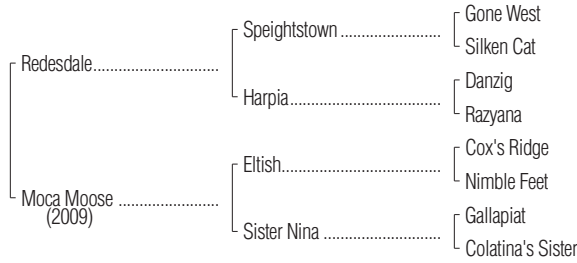 Gone West
Speightstown
Silken Cat
Redesdale
Danzig
Harpia
Razyana
Cox's Ridge
Eltish
Nimble Feet
Moca Moose
(2009)
Gallapiat
Sister Nina
Colatina's Sister